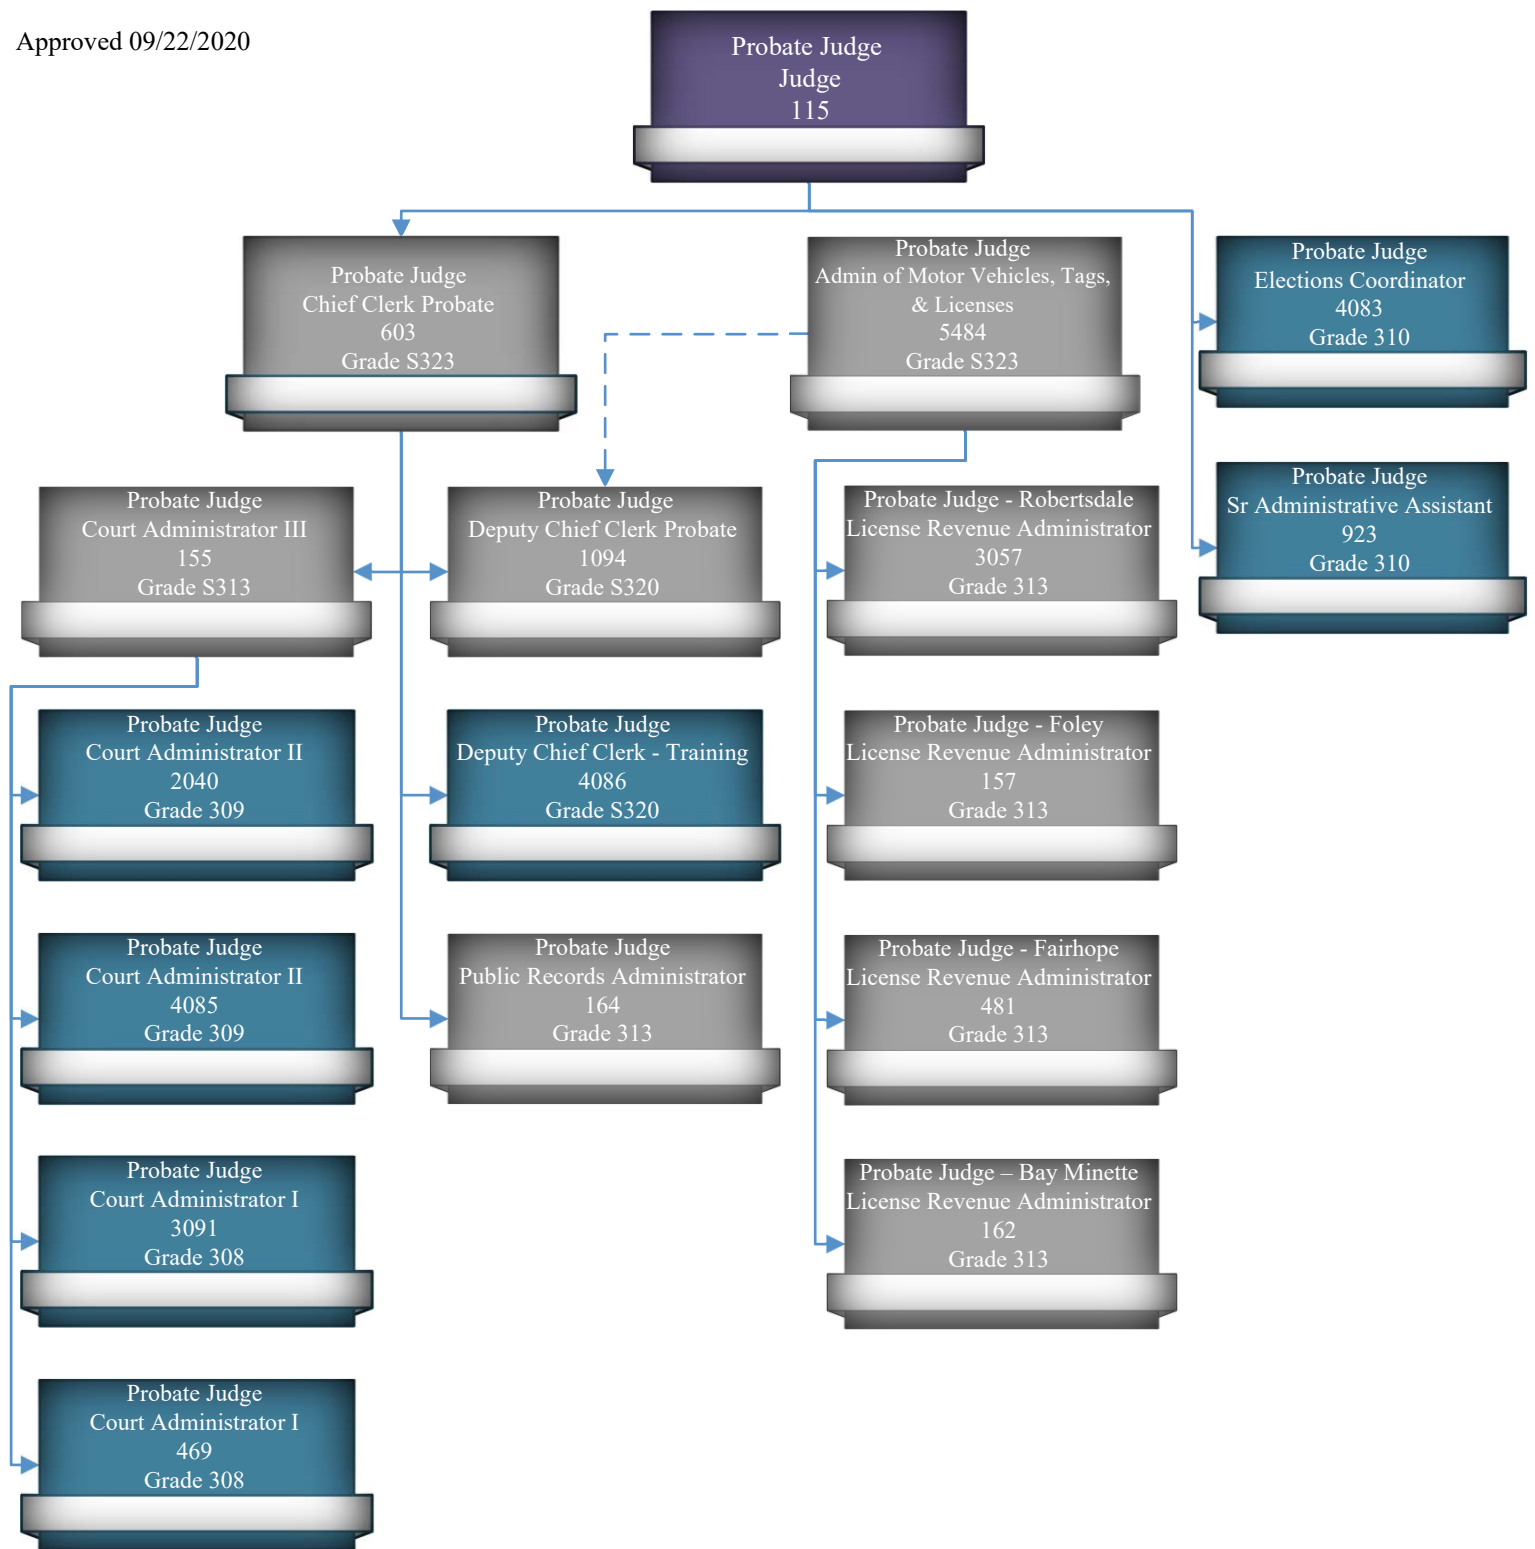 Approved 09/22/2020
Probate Judge
Judge
115
Probate Judge
Chief Clerk Probate
603
Grade S323
Probate Judge
Admin of Motor Vehicles, Tags,
& Licenses
5484
Grade S323
Probate Judge
Elections Coordinator
4083
Grade 310
Probate Judge
Sr Administrative Assistant
923
Grade 310
Probate Judge
Court Administrator III
155
Grade S313
Probate Judge
Deputy Chief Clerk Probate
1094
Grade S320
Probate Judge - Robertsdale
License Revenue Administrator
3057
Grade 313
Probate Judge
Court Administrator II
2040
Grade 309
Probate Judge
Deputy Chief Clerk - Training
4086
Grade S320
Probate Judge - Foley
License Revenue Administrator
157
Grade 313
Probate Judge
Court Administrator II
4085
Grade 309
Probate Judge
Public Records Administrator
164
Grade 313
Probate Judge - Fairhope
License Revenue Administrator
481
Grade 313
Probate Judge
Court Administrator I
3091
Grade 308
Probate Judge – Bay Minette
License Revenue Administrator
162
Grade 313
Probate Judge
Court Administrator I
469
Grade 308